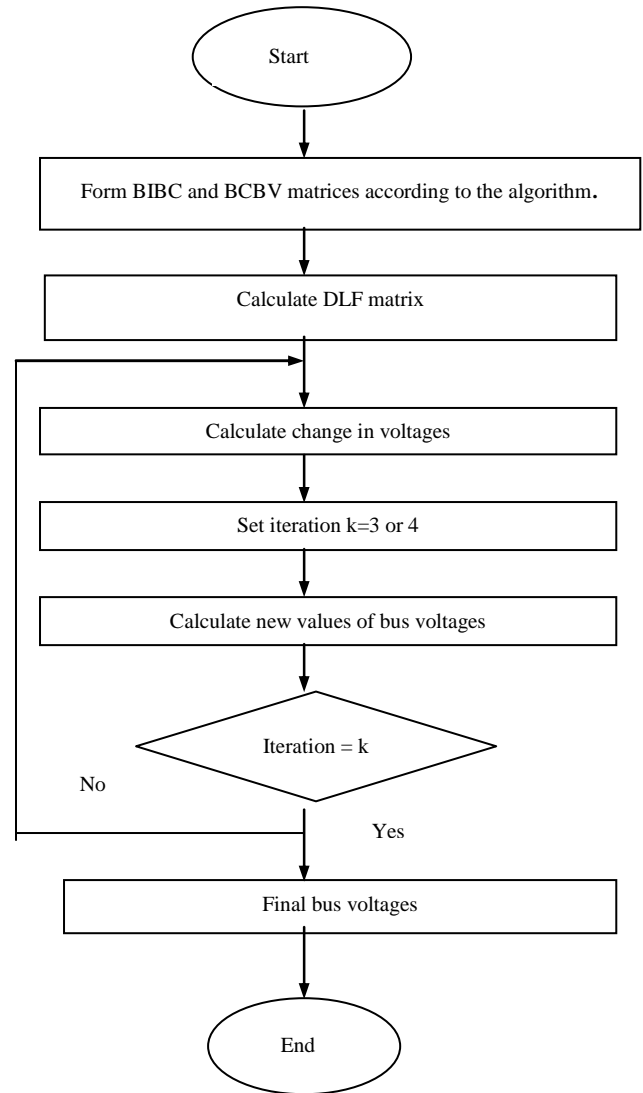 Start
Form BIBC and BCBV matrices according to the algorithm.
Calculate DLF matrix
Calculate change in voltages
Set iteration k=3 or 4
Calculate new values of bus voltages
Iteration = k
No
Yes
Final bus voltages
End